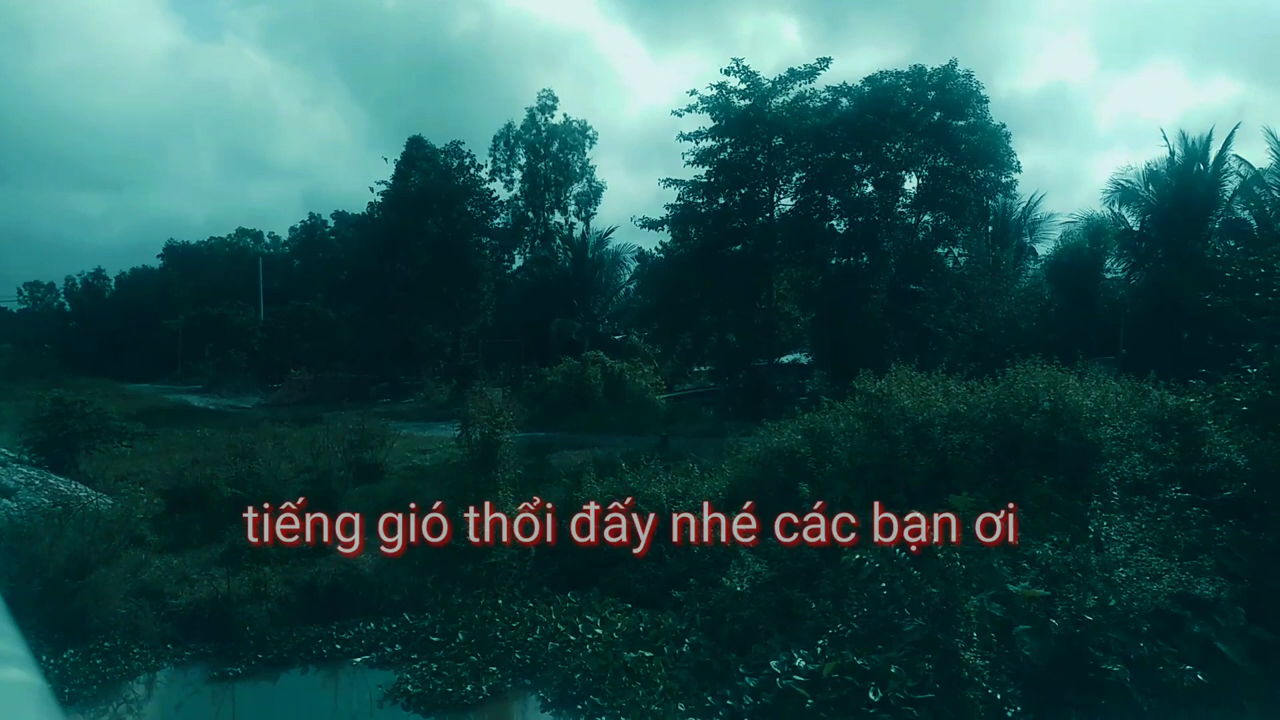 tiếng gió thổi đấy nhé các bạn ơi